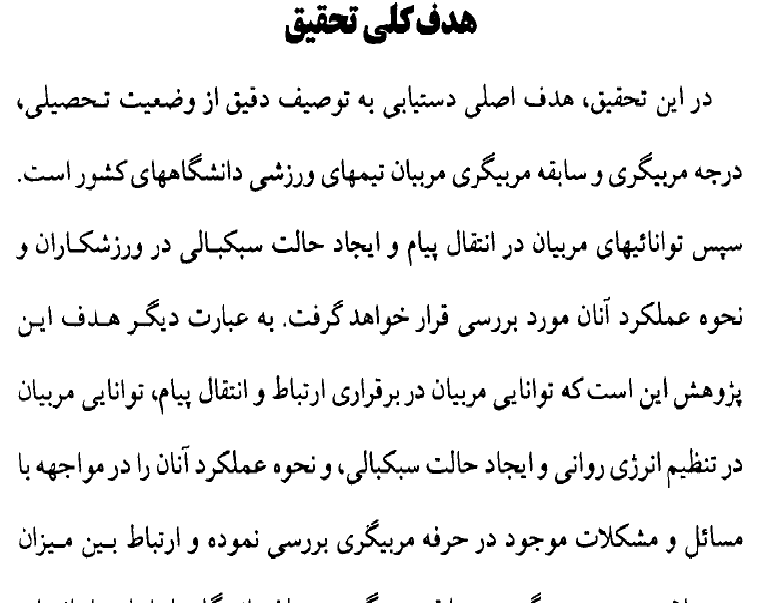 هدف کلی تحقیق
در این تحقیق، هدف اصلی دستیابی به توصیف دقیق از وضعیت تحصیلی،
درجه مربیگری و سابقه مربیگری مربیان تیمهای ورزشی دانشگاههای کشور است.
سپس توانائیهای مربیان در انتقال پیام و ایجاد حالت سبکبالی در ورزشکاران و
نحوه عملکرد آنان مورد بررسی قرار خواهد گرفت. به عبارت دیگر هدف این
پژوهش این است که توانایی مربیان در برقراری ارتباط و انتقال پیام، توانایی مربیان
در تنظیم انرژی روانی و ایجاد حالت سبکبالی، و نحوه عملکرد آنان را در مواجهه با
مسائل و مشکلات موجود در حرفه مربیگری بررسی نموده و ارتباط بین میزان